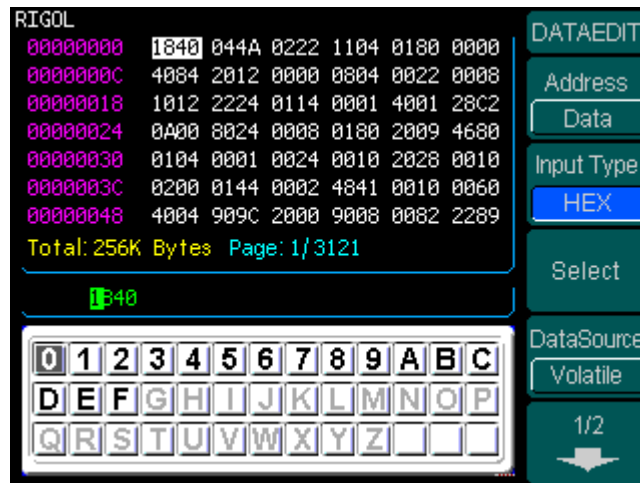 RIGOL
00000000 1840 044A 0222 1104 0180 0000
0000000C 4084 2012 0000 0804 0022 0008
00000018 1012 2224 0114 0001 4001 28C2
00000024 0A00 8024 0008 0180 2009 4680
00000030 0104 0001 0024 0010 2028 0010
0000003C 0200 0144 0002 4841 0010 0060
00000048 4004 909C 2000 9008 0082 2289
Total: 256K Bytes Page: 1/3121
1840
0 1 2 3 4 5 6 7 8 9 A B C
D E F G H I J K L M N O P
Q R S T U V W X Y Z
DATAEDIT
Address
Data
Input Type
HEX
Select
DataSource
Volatile
1/2